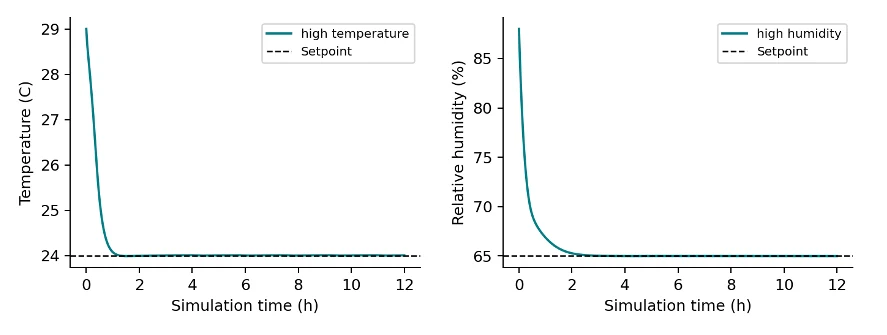 29
28
27
26
25
24
Temperature (C)
0 2 4 6 8 10 12
Simulation time (h)
high temperature
Setpoint
85
80
75
70
65
Relative humidity (%)
0 2 4 6 8 10 12
Simulation time (h)
high humidity
Setpoint